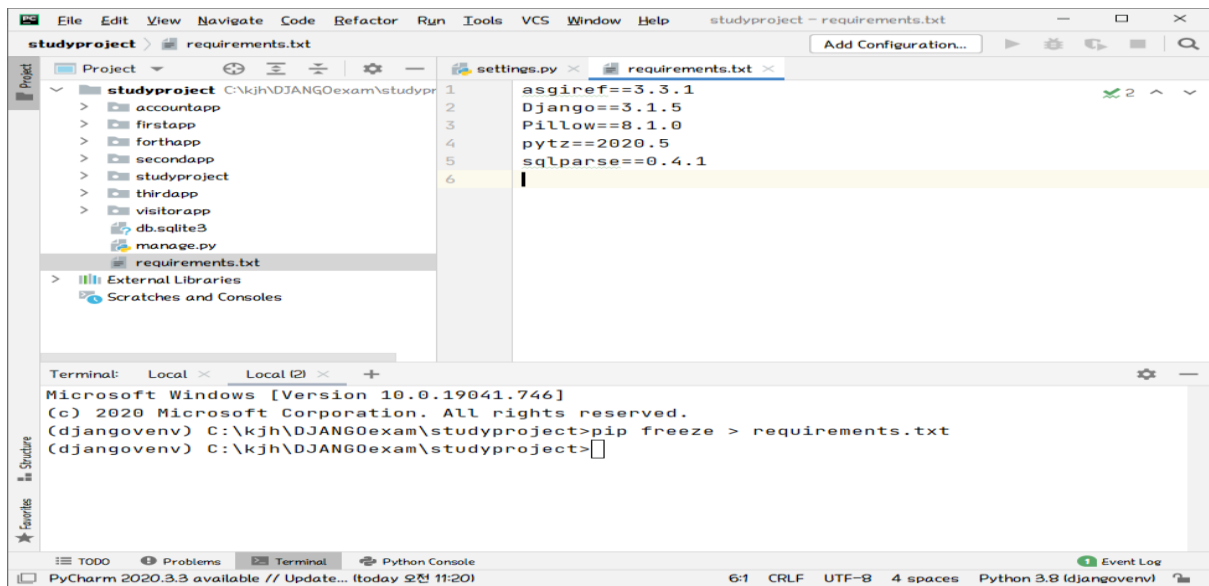 PC File Edit View Navigate Code Refactor Run Tools VCS Window Help studyproject - requirements.txt
studyproject requirements.txt Add Configuration...
Project
Project
settings.py requirements.txt
studyproject C:\kjh\DJANGOexam\studypr
accountapp
firstapp
forthapp
secondapp
studyproject
thirdapp
visitorapp
db.sqlite3
manage.py
requirements.txt
External Libraries
Scratches and Consoles
1 asgiref==3.3.1
2 Django==3.1.5
3 Pillow==8.1.0
4 pytz==2020.5
5 sqlparse==0.4.1
6
2
Terminal: Local Local (2) +
Microsoft Windows [Version 10.0.19041.746]
(c) 2020 Microsoft Corporation. All rights reserved.
(djangovenv) C:\kjh\DJANGOexam\studyproject>pip freeze > requirements.txt
(djangovenv) C:\kjh\DJANGOexam\studyproject>
Structure
Favorites
TODO Problems Terminal Python Console 1 Event Log
PyCharm 2020.3.3 available // Update... (today 오전 11:20) 6:1 CRLF UTF-8 4 spaces Python 3.8 (djangovenv)